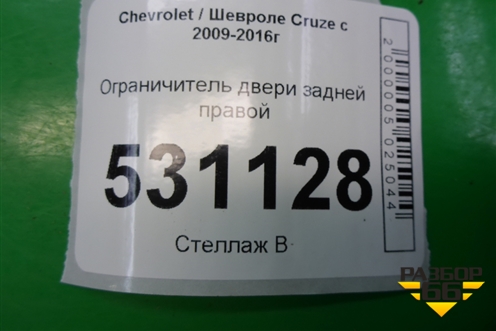 Chevrolet / Шевроле Cruze с
2009-2016г
Ограничитель двери задней
правой
531128
Стеллаж В
2000005025044
РАЗБОР
66